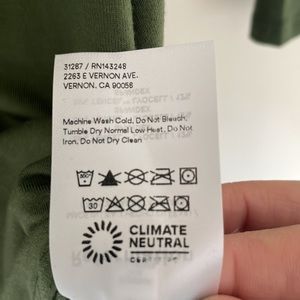 31287 / RN143248
2263 E VERNON AVE.
VERNON, CA 90058
Machine Wash Cold, Do Not Bleach,
Tumble Dry Normal Low Heat, Do Not
Iron, Do Not Dry Clean
30
CLIMATE
NEUTRAL
CERTIFIED